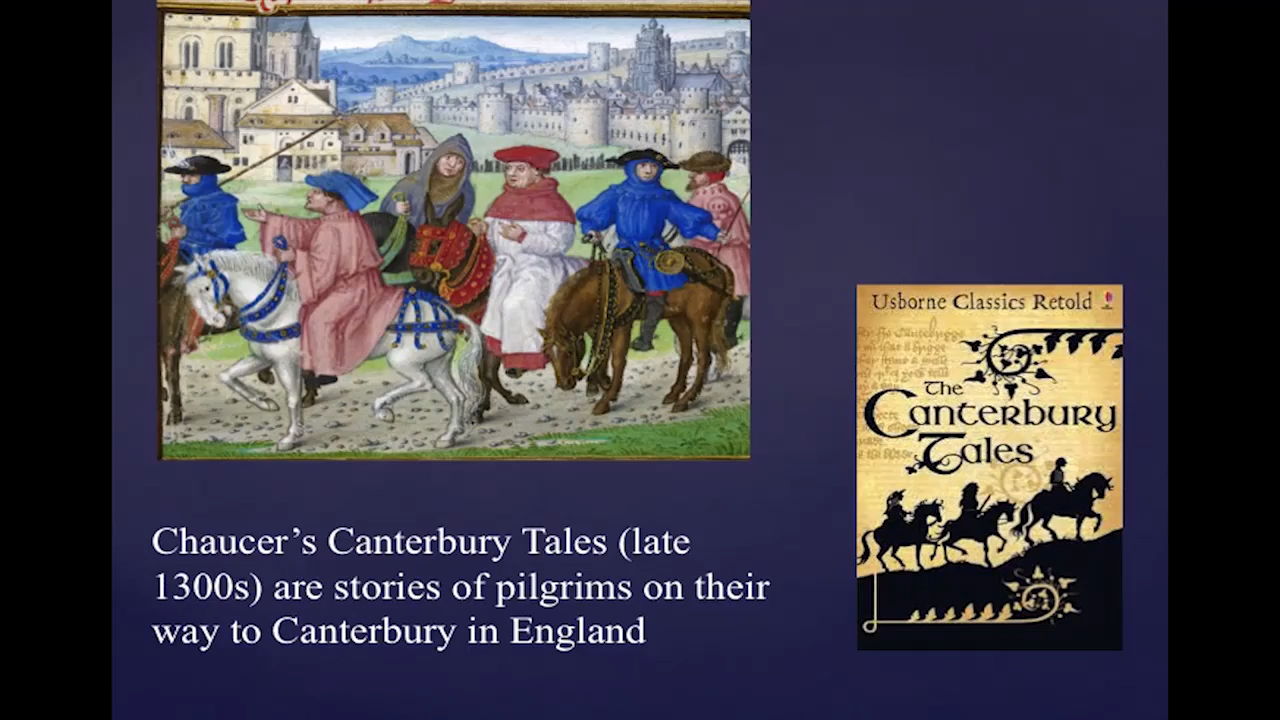 Chaucer’s Canterbury Tales (late
1300s) are stories of pilgrims on their
way to Canterbury in England
Usborne Classics Retold
The
Canterbury
Tales